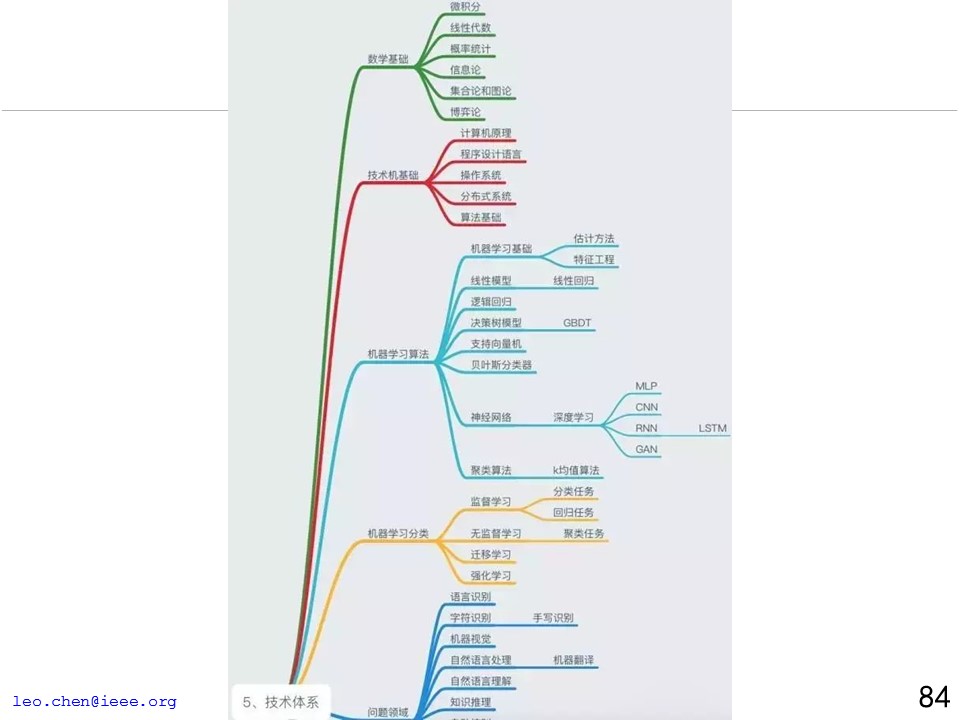 微积分
线性代数
数学基础
概率统计
信息论
集合论和图论
博弈论
计算机原理
程序设计语言
技术机基础
操作系统
分布式系统
算法基础
机器学习基础
估计方法
特征工程
线性模型
线性回归
逻辑回归
决策树模型
GBDT
支持向量机
机器学习算法
贝叶斯分类器
MLP
CNN
神经网络
深度学习
RNN
LSTM
GAN
聚类算法
k均值算法
监督学习
分类任务
回归任务
机器学习分类
无监督学习
聚类任务
迁移学习
强化学习
语言识别
字符识别
手写识别
机器视觉
自然语言处理
机器翻译
自然语言理解
知识推理
问题领域
5、技术体系
leo.chen@ieee.org
84